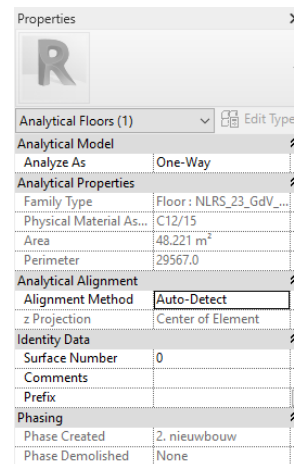 Properties
R
Analytical Floors (1) Edit Type
Analytical Model
Analyze As One-Way
Analytical Properties
Family Type Floor : NLRS_23_GdV_...
Physical Material As... C12/15
Area 48.221 m²
Perimeter 29567.0
Analytical Alignment
Alignment Method Auto-Detect
z Projection Center of Element
Identity Data
Surface Number 0
Comments
Prefix
Phasing
Phase Created 2. nieuwbouw
Phase Demolished None